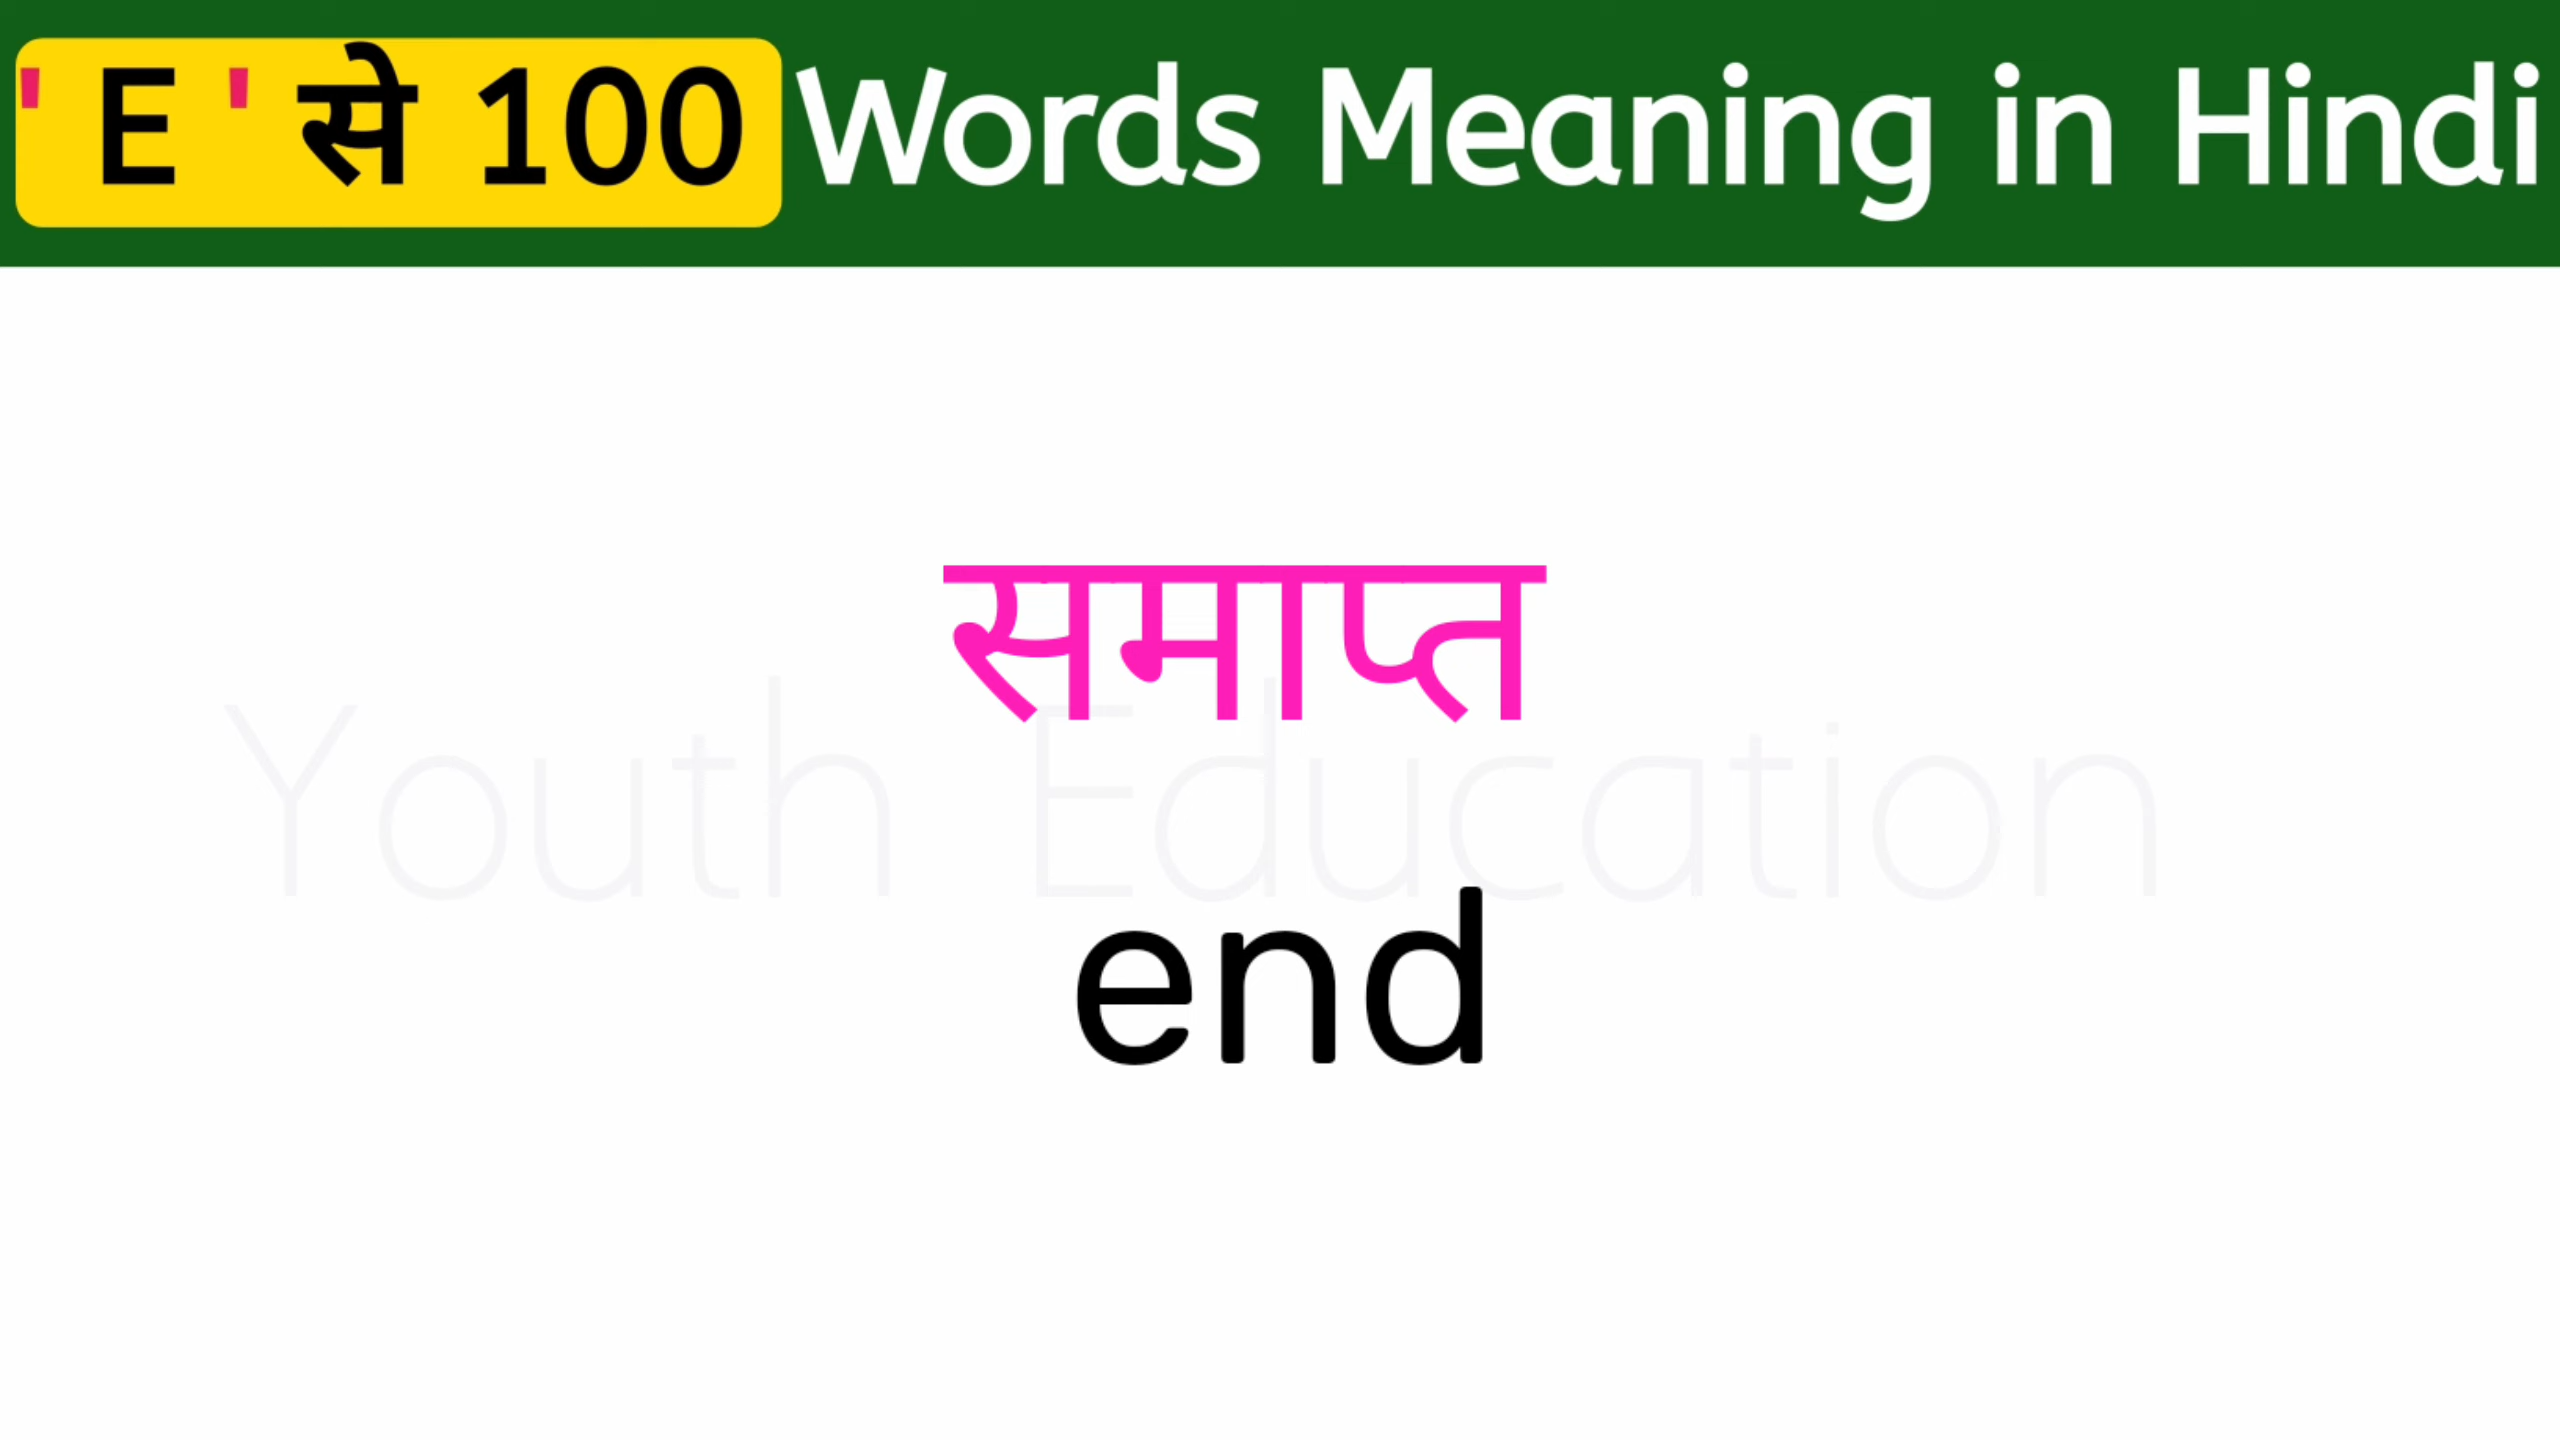 ' E ' से 100 Words Meaning in Hindi
समाप्त
Youth Education
end